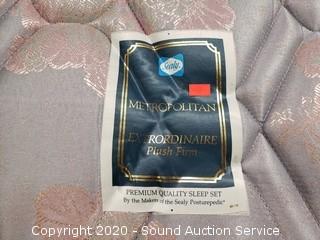 Sealy
METROPOLITAN
EXTRORDINAIRE
Plush Firm
PREMIUM QUALITY SLEEP SET
By the Makers of the Sealy Posturepedic®
Copyright 2020 - Sound Auction Service